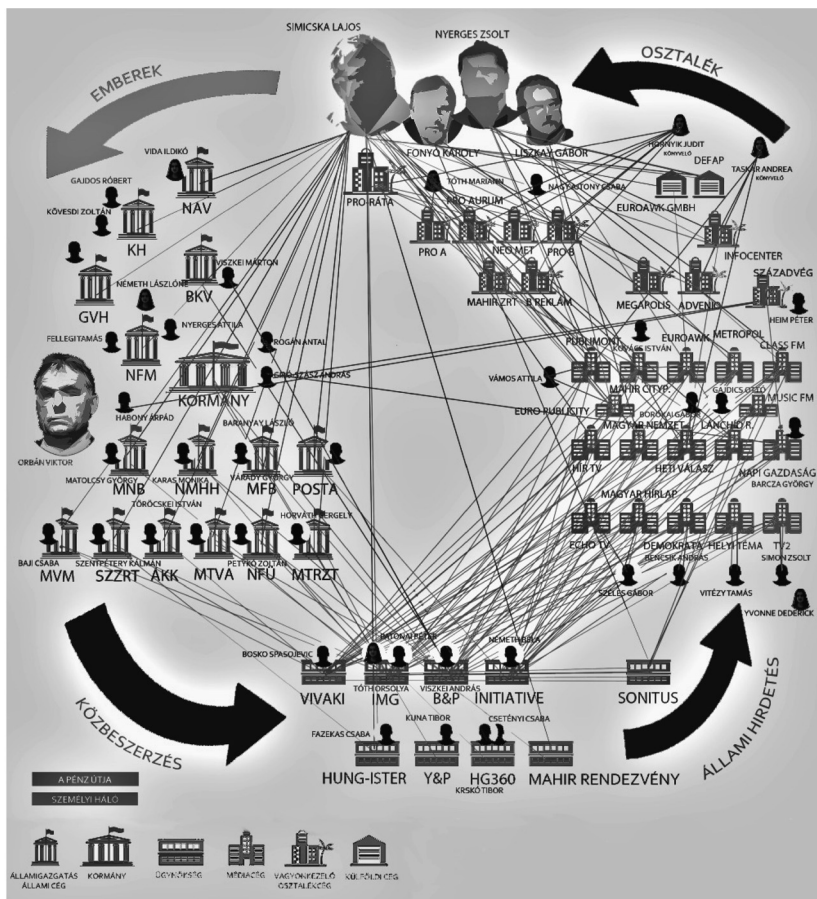 SIMICSKA LAJOS
NYERGES ZSOLT
EMBEREK
OSZTALÉK
FONYÓ KÁROLY
LISZKAY GÁBOR
HORNYIK JUDIT
KÖNYVELŐ
TASKÁR ANDREA
KÖNYVELŐ
DEFAP
EUROAWK GMBH
VIDA ILDIKÓ
NAV
GAJDOS RÓBERT
KÖVESDI ZOLTÁN
KH
PRO-RÁTA
TÓTH MARIANN
PRO AURUM
PRO A
NEO MET
PRO B
INFOCENTER
VISZKEI MÁRTON
BKV
GVH
NÉMETH LÁSZLÓNÉ
MAHIR ZRT
B REKLÁM
MEGAPOLIS
ADVENIO
SZÁZADVÉG
HEIM PÉTER
NYERGES ATTILA
FELLEGI TAMÁS
NFM
ROGÁN ANTAL
KORMÁNY
HABONY ÁRPÁD
ORBÁN VIKTOR
PUBLIMONT
KOVÁCS ISTVÁN
EUROAWK
METROPOL
CLASS FM
VÁMOS ATTILA
MAHIR CITYP.
GAJDICS OTTÓ
MUSIC FM
EURO PUBLICITY
BOROKAI GÁBOR
MAGYAR NEMZET
LÁNCHÍD R.
HÍR TV
HETI VÁLASZ
NAPI GAZDASÁG
BARCZA GYÖRGY
BARANYAY LÁSZLÓ
MATOLCSY GYÖRGY
MNB
KARAS MONIKA
NMHH
VÁRADY GYÖRGY
MFB
POSTA
MAGYAR HÍRLAP
ECHO TV
DEMOKRATA
BENCSIK ANDRÁS
HELYI TÉMA
TV2
SIMON ZSOLT
TÖRÖCSKEI ISTVÁN
HORVÁTH GERGELY
BAJI CSABA
MVM
SZENTPÉTERY KÁLMÁN
SZZRT
ÁKK
MTVA
PETYKÓ ZOLTÁN
NFÜ
MTRZT
SZÉLES GÁBOR
VITÉZY TAMÁS
YVONNE DEDERICK
BOSKO SPASOJEVIC
VIVAKI
PATONAI PÉTER
TÓTH ORSOLYA
IMG
B&P
VISZKEI ANDRÁS
NÉMETH BÉLA
INITIATIVE
SONITUS
KÖZBESZERZÉS
ÁLLAMI HIRDETÉS
FAZEKAS CSABA
HUNG-ISTER
KUNA TIBOR
Y&P
CSETÉNYI CSABA
HG360
KRSKÓ TIBOR
MAHIR RENDEZVÉNY
A PÉNZ ÚTJA
SZEMÉLYI HÁLÓ
ÁLLAMIGAZGATÁS
ÁLLAMI CÉG
KORMÁNY
ÜGYNÖKSÉG
MÉDIACÉG
VAGYONKEZELŐ
OSZTALÉKCÉG
KÜLFÖLDI CÉG